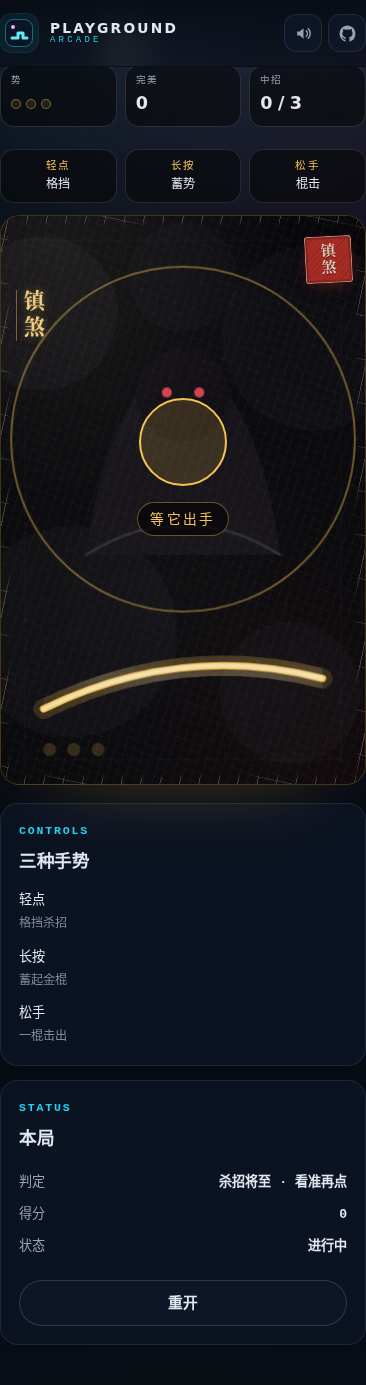 PLAYGROUND
ARCADE
势
完美
0
中招
0 / 3
轻点
格挡
长按
蓄势
松手
棍击
镇煞
镇煞
等它出手
CONTROLS
三种手势
轻点
格挡杀招
长按
蓄起金棍
松手
一棍击出
STATUS
本局
判定
杀招将至 · 看准再点
得分
0
状态
进行中
重开